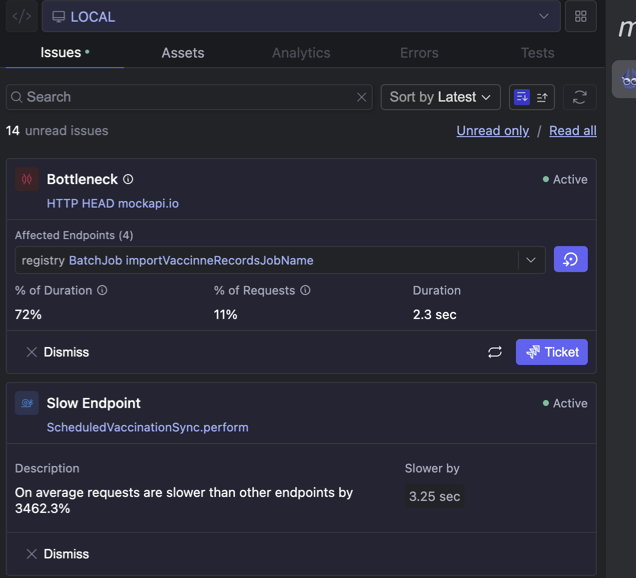 </>
LOCAL
Issues
Assets
Analytics
Errors
Tests
Search
Sort by Latest
14 unread issues
Unread only / Read all
Bottleneck
Active
HTTP HEAD mockapi.io
Affected Endpoints (4)
registry BatchJob importVaccinneRecordsJobName
% of Duration
% of Requests
Duration
72%
11%
2.3 sec
Dismiss
Ticket
Slow Endpoint
Active
ScheduledVaccinationSync.perform
Description
Slower by
On average requests are slower than other endpoints by
3462.3%
3.25 sec
Dismiss